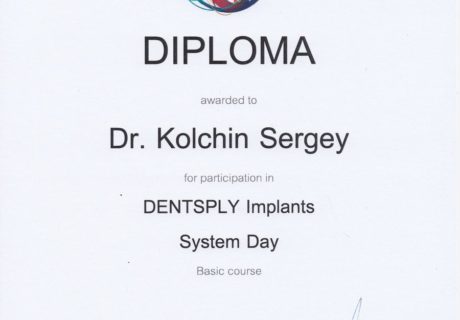 DIPLOMA
awarded to
Dr. Kolchin Sergey
for participation in
DENTSPLY Implants
System Day
Basic course